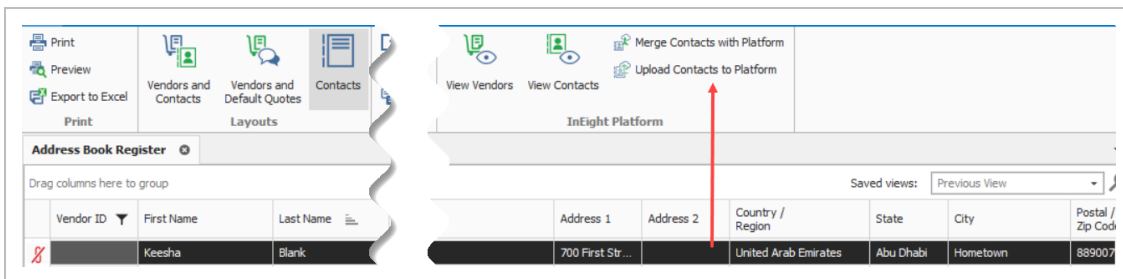 Print
Preview
Export to Excel
Print
Vendors and
Contacts
Vendors and
Default Quotes
Contacts
Layouts
View Vendors
View Contacts
Merge Contacts with Platform
Upload Contacts to Platform
InEight Platform
Address Book Register
Drag columns here to group
Saved views:
Previous View
Vendor ID
First Name
Last Name
Address 1
Address 2
Country /
Region
State
City
Postal /
Zip Cod
Keesha
Blank
700 First Str...
United Arab Emirates
Abu Dhabi
Hometown
889007